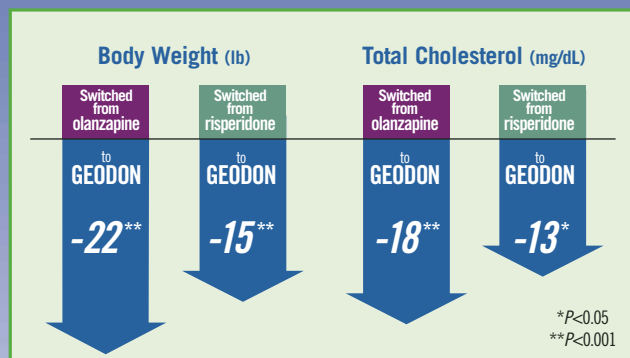 Body Weight (lb)
Switched
from
olanzapine
to
GEODON
-22**
Switched
from
risperidone
to
GEODON
-15**
Total Cholesterol (mg/dL)
Switched
from
olanzapine
to
GEODON
-18**
Switched
from
risperidone
to
GEODON
-13*
*P<0.05
**P<0.001